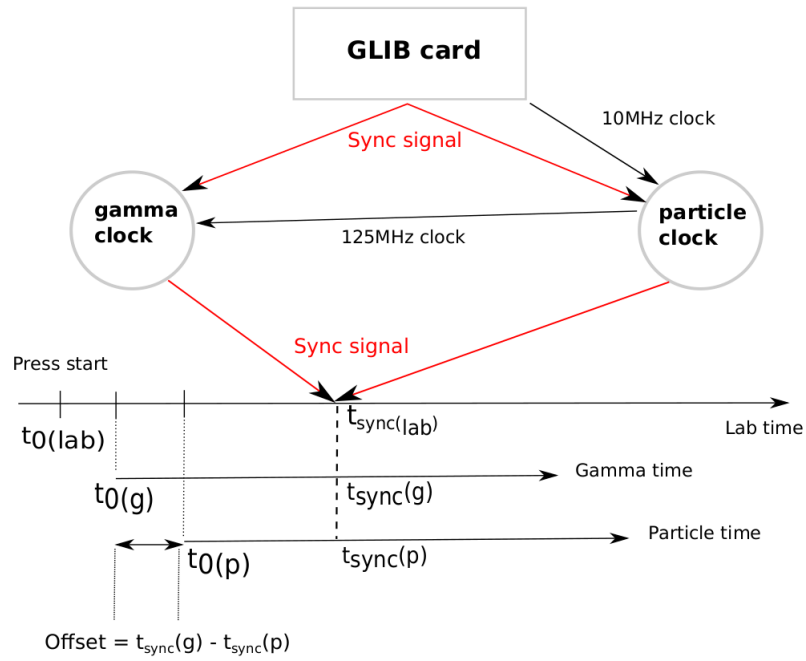 GLIB card
10MHz clock
Sync signal
gamma
clock
particle
clock
125MHz clock
Sync signal
Press start
t0(lab)
tsync(lab)
Lab time
t0(g)
tsync(g)
Gamma time
t0(p)
tsync(p)
Particle time
Offset = tsync(g) - tsync(p)